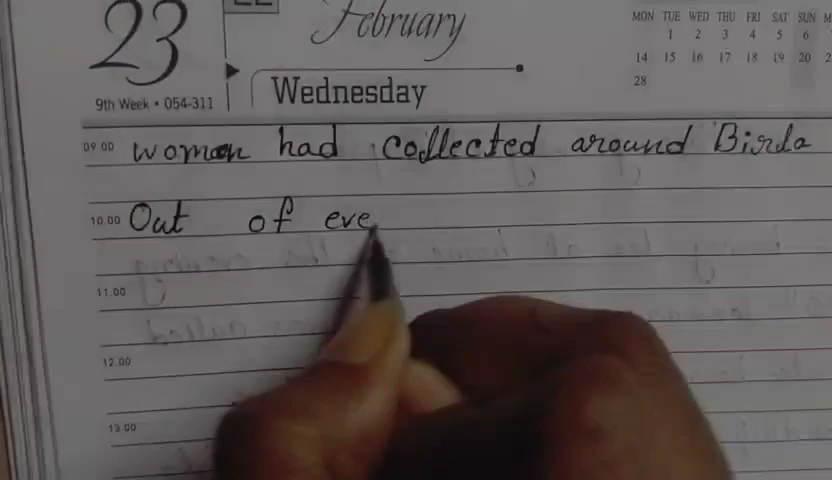 23
February
MON TUE WED THU FRI SAT SUN
1 2 3 4 5 6
14 15 16 17 18 19 20
28
9th Week • 054-311
Wednesday
09.00 woman had collected around Birla
10.00 Out of eve
11.00
12.00
13.00